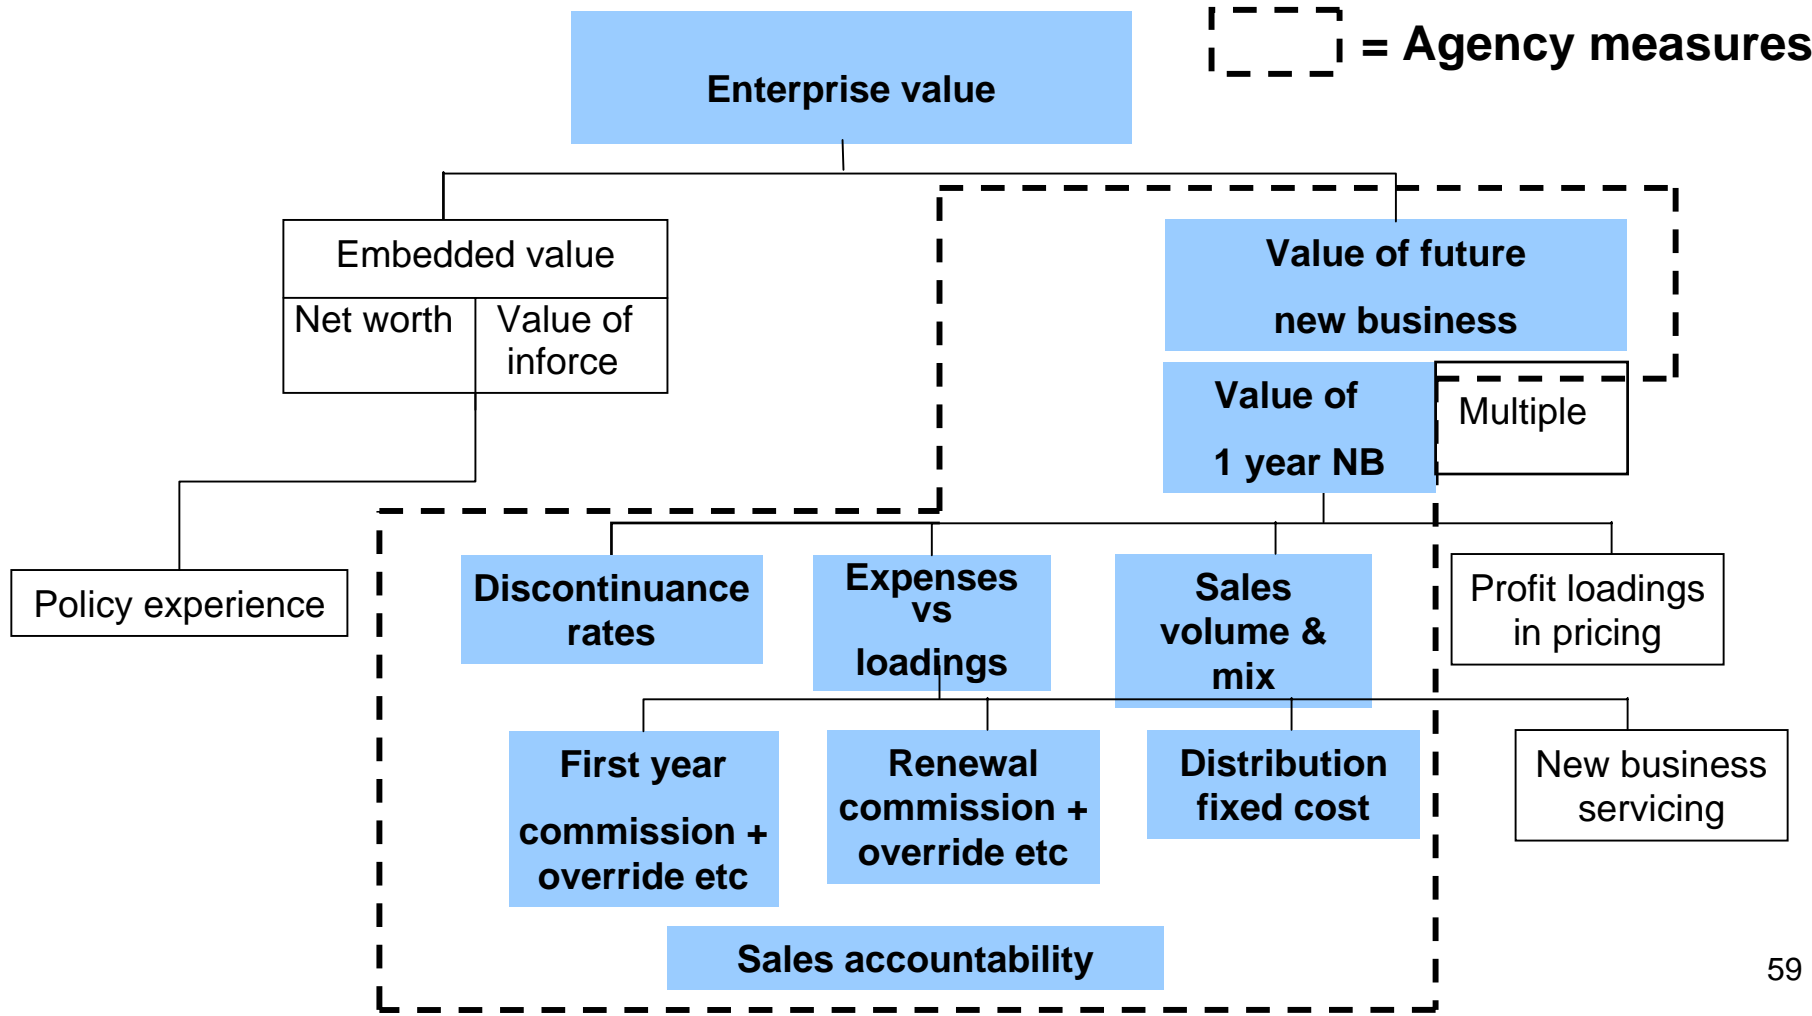 = Agency measures
Enterprise value
Embedded value
Net worth
Value of
inforce
Value of future
new business
Value of
1 year NB
Multiple
Policy experience
Discontinuance
rates
Expenses
vs
loadings
Sales
volume &
mix
Profit loadings
in pricing
First year
commission +
override etc
Renewal
commission +
override etc
Distribution
fixed cost
New business
servicing
Sales accountability
59